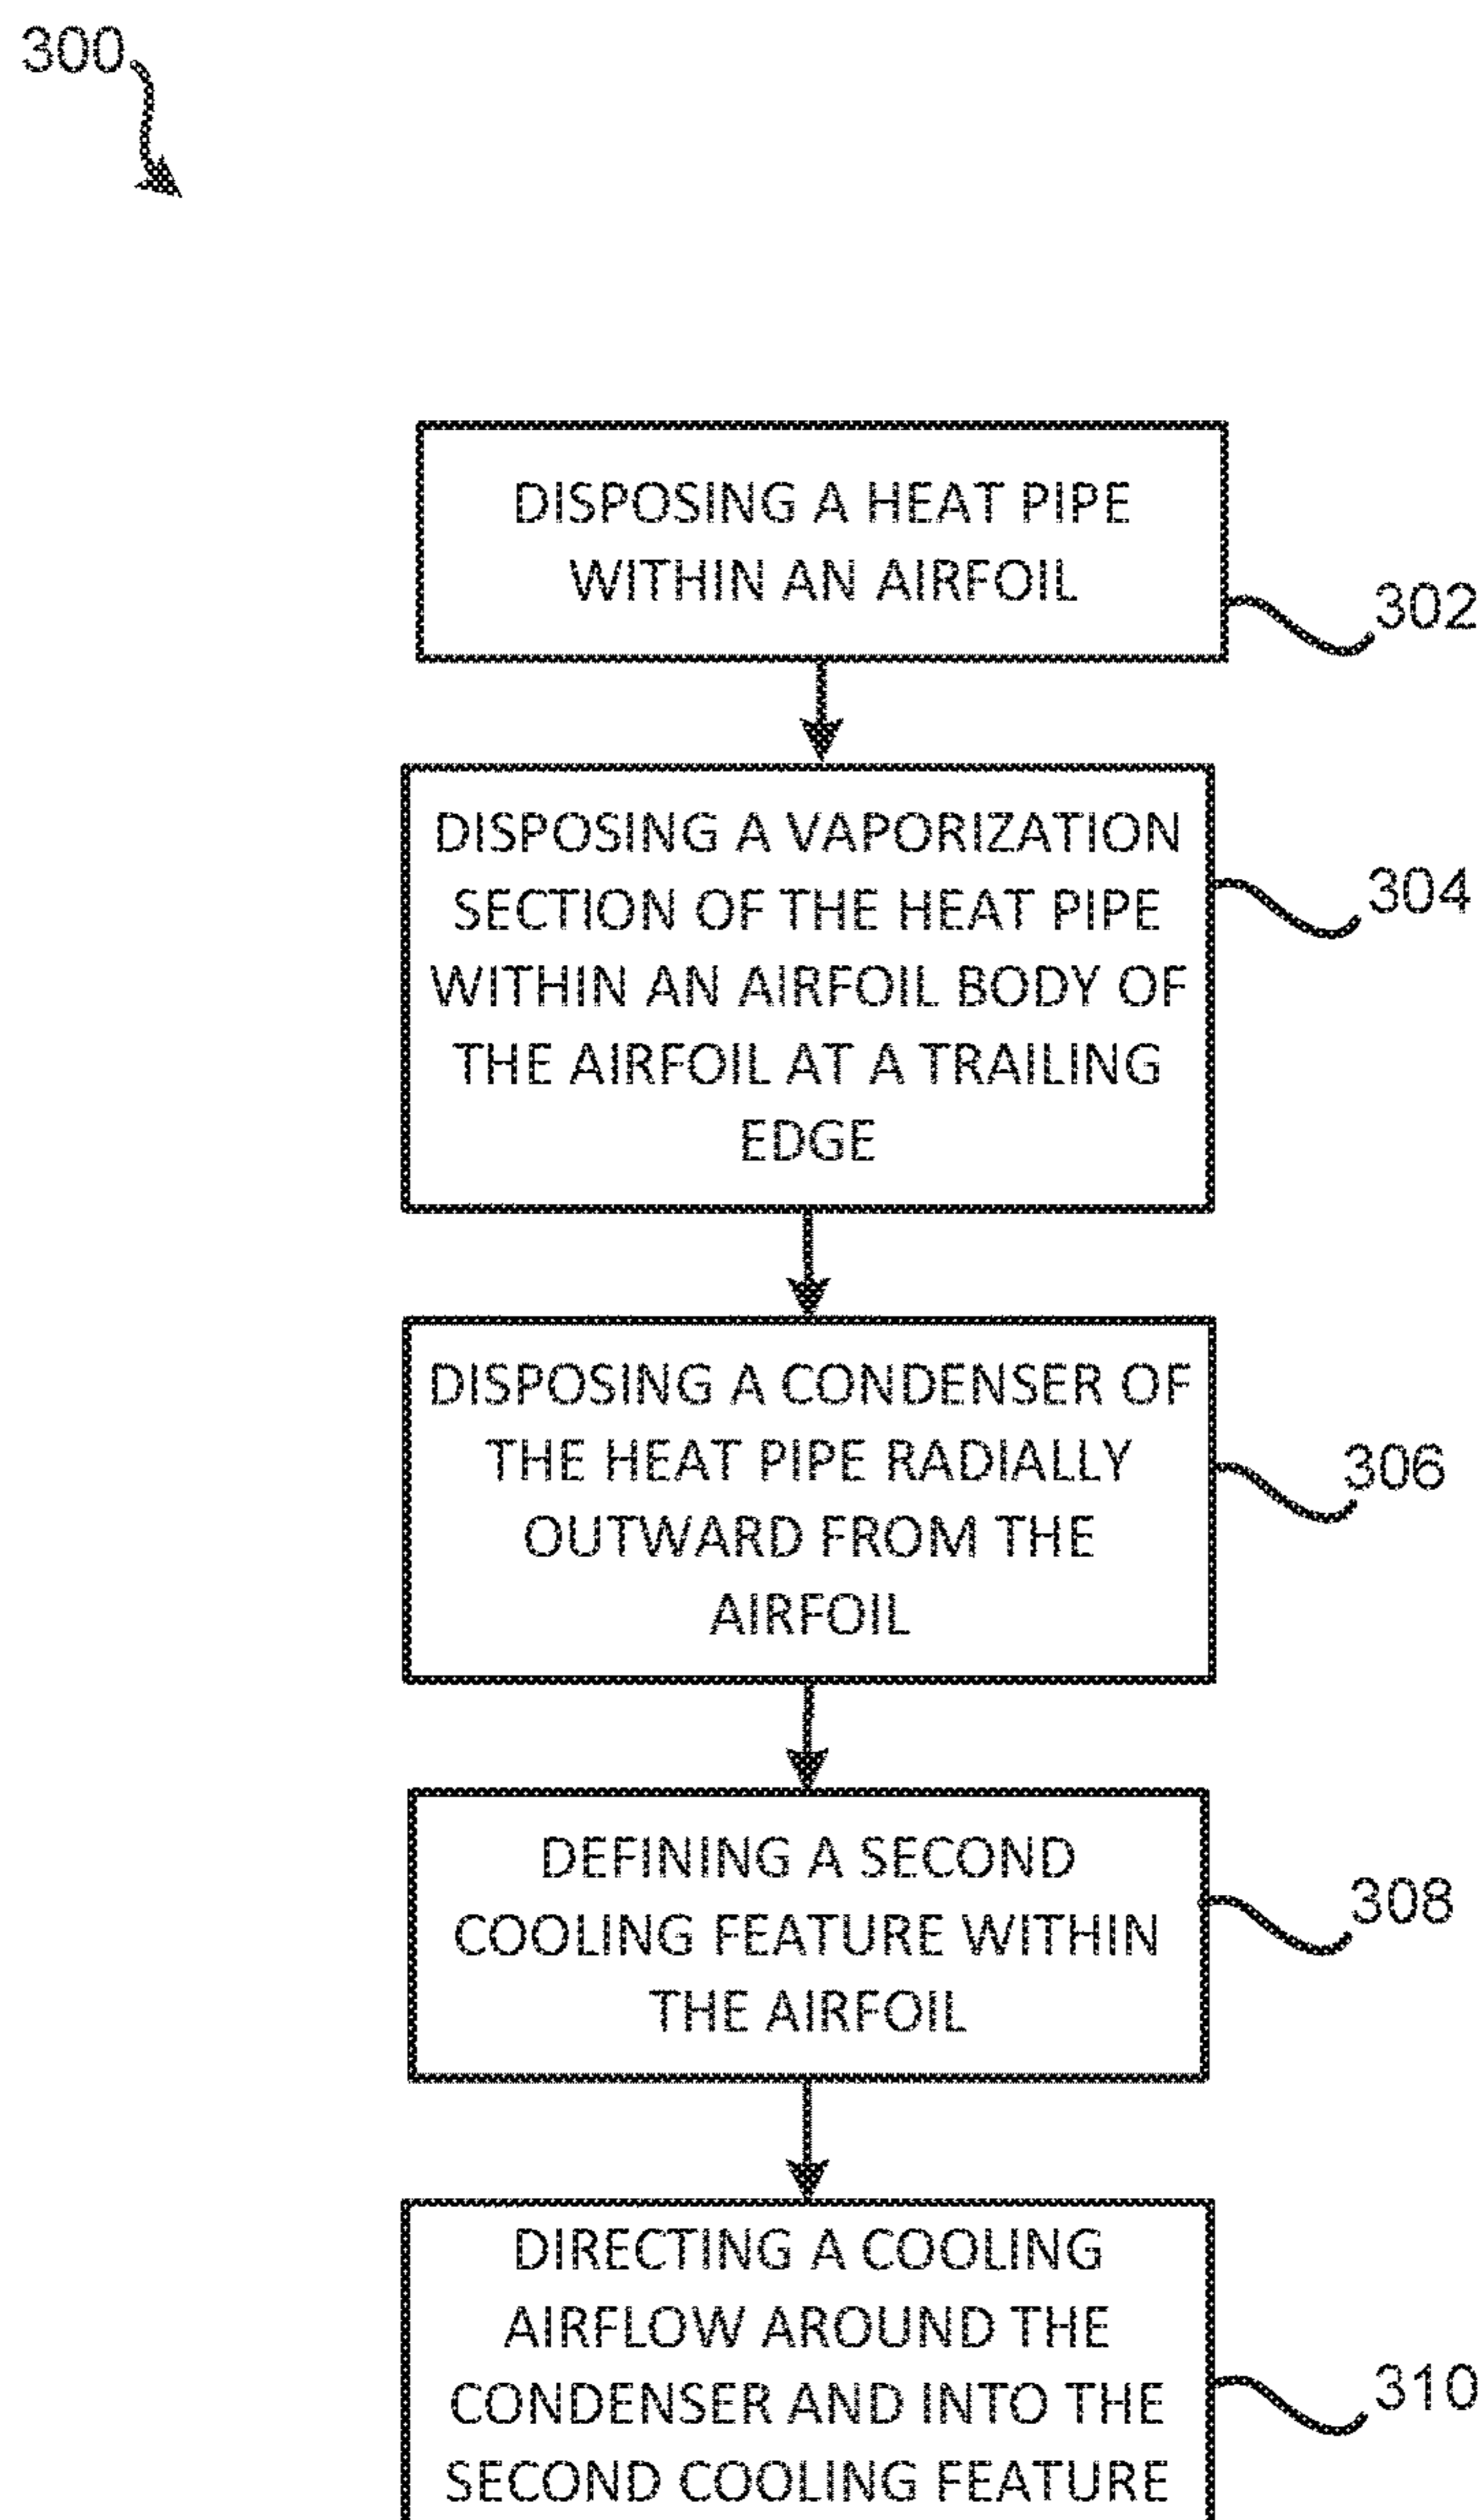 300
DISPOSING A HEAT PIPE
WITHIN AN AIRFOIL
302
DISPOSING A VAPORIZATION
SECTION OF THE HEAT PIPE
WITHIN AN AIRFOIL BODY OF
THE AIRFOIL AT A TRAILING
EDGE
304
DISPOSING A CONDENSER OF
THE HEAT PIPE RADIALLY
OUTWARD FROM THE
AIRFOIL
306
DEFINING A SECOND
COOLING FEATURE WITHIN
THE AIRFOIL
308
DIRECTING A COOLING
AIRFLOW AROUND THE
CONDENSER AND INTO THE
SECOND COOLING FEATURE
310